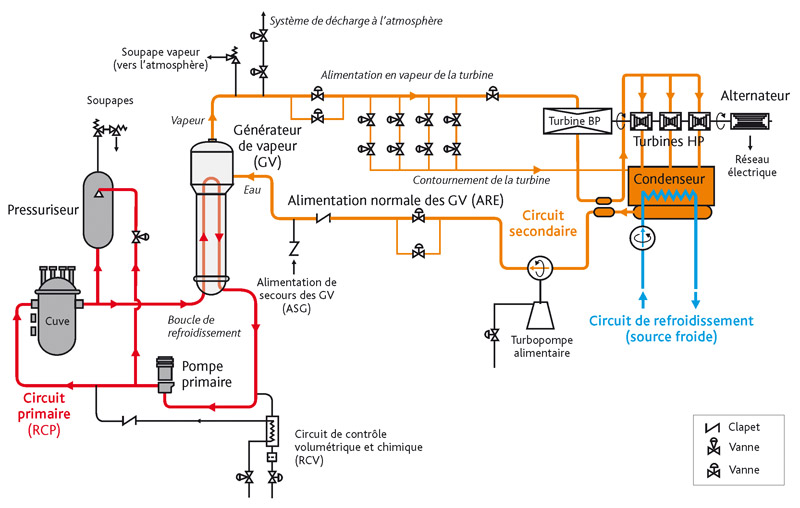 Système de décharge à l'atmosphère
Soupape vapeur
(vers l'atmosphère)
Alimentation en vapeur de la turbine
Soupapes
Vapeur
Générateur
de vapeur
(GV)
Turbine BP
Alternateur
Turbines HP
Réseau
électrique
Contournement de la turbine
Condenseur
Eau
Pressuriseur
Alimentation normale des GV (ARE)
Circuit
secondaire
Alimentation de
secours des GV
(ASG)
Cuve
Boucle de
refroidissement
Turbopompe
alimentaire
Circuit de refroidissement
(source froide)
Pompe
primaire
Circuit
primaire
(RCP)
Circuit de contrôle
volumétrique et chimique
(RCV)
Clapet
Vanne
Vanne